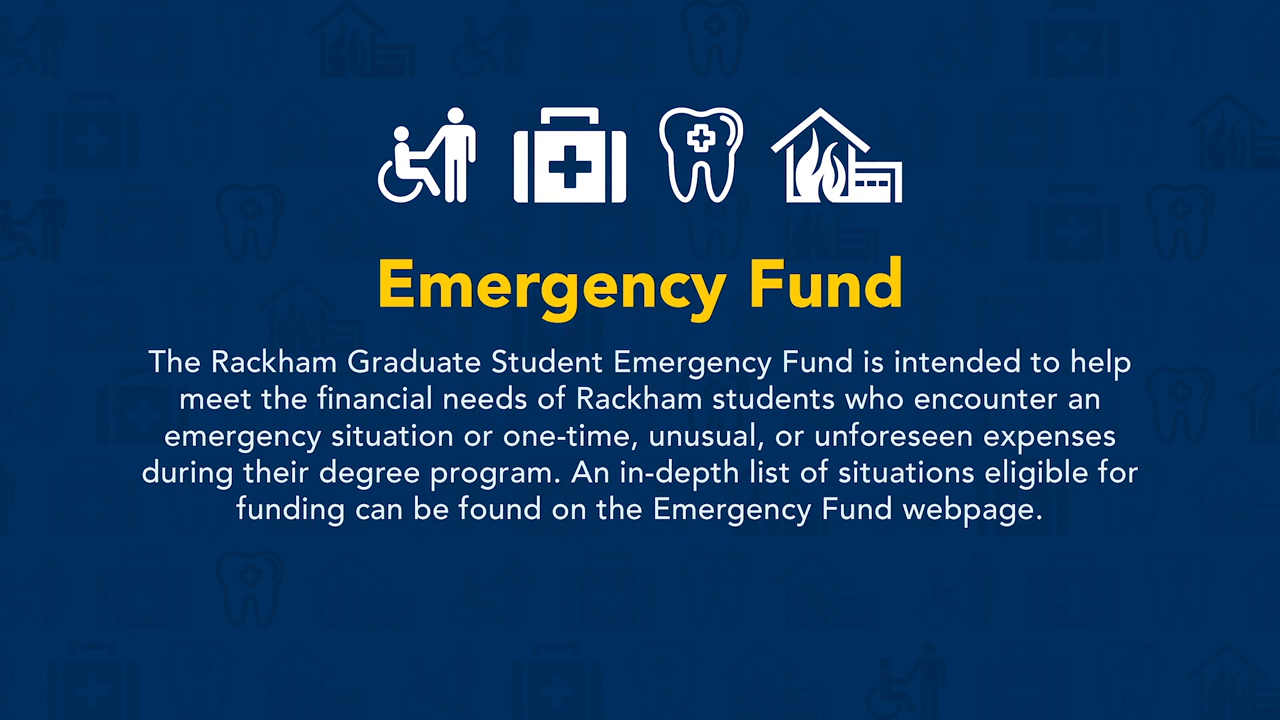 Emergency Fund
The Rackham Graduate Student Emergency Fund is intended to help
meet the financial needs of Rackham students who encounter an
emergency situation or one-time, unusual, or unforeseen expenses
during their degree program. An in-depth list of situations eligible for
funding can be found on the Emergency Fund webpage.